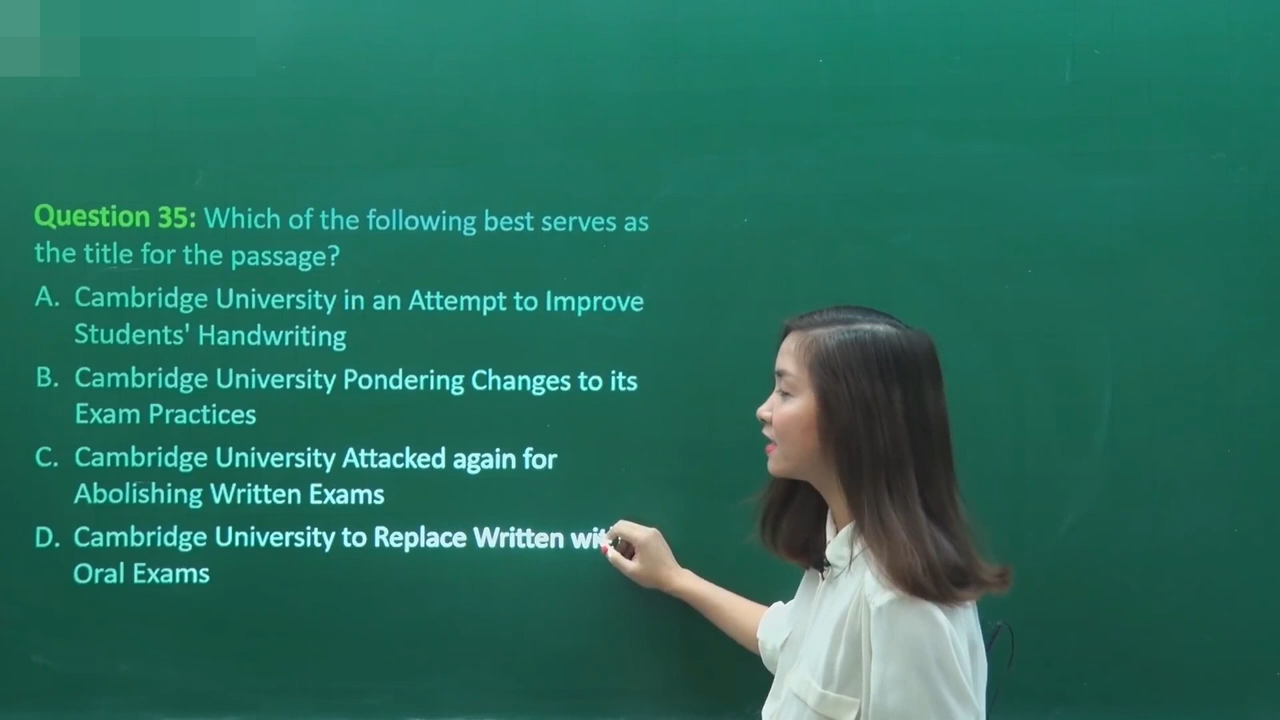 Question 35: Which of the following best serves as
the title for the passage?
A. Cambridge University in an Attempt to Improve
Students' Handwriting
B. Cambridge University Pondering Changes to its
Exam Practices
C. Cambridge University Attacked again for
Abolishing Written Exams
D. Cambridge University to Replace Written
Oral Exams